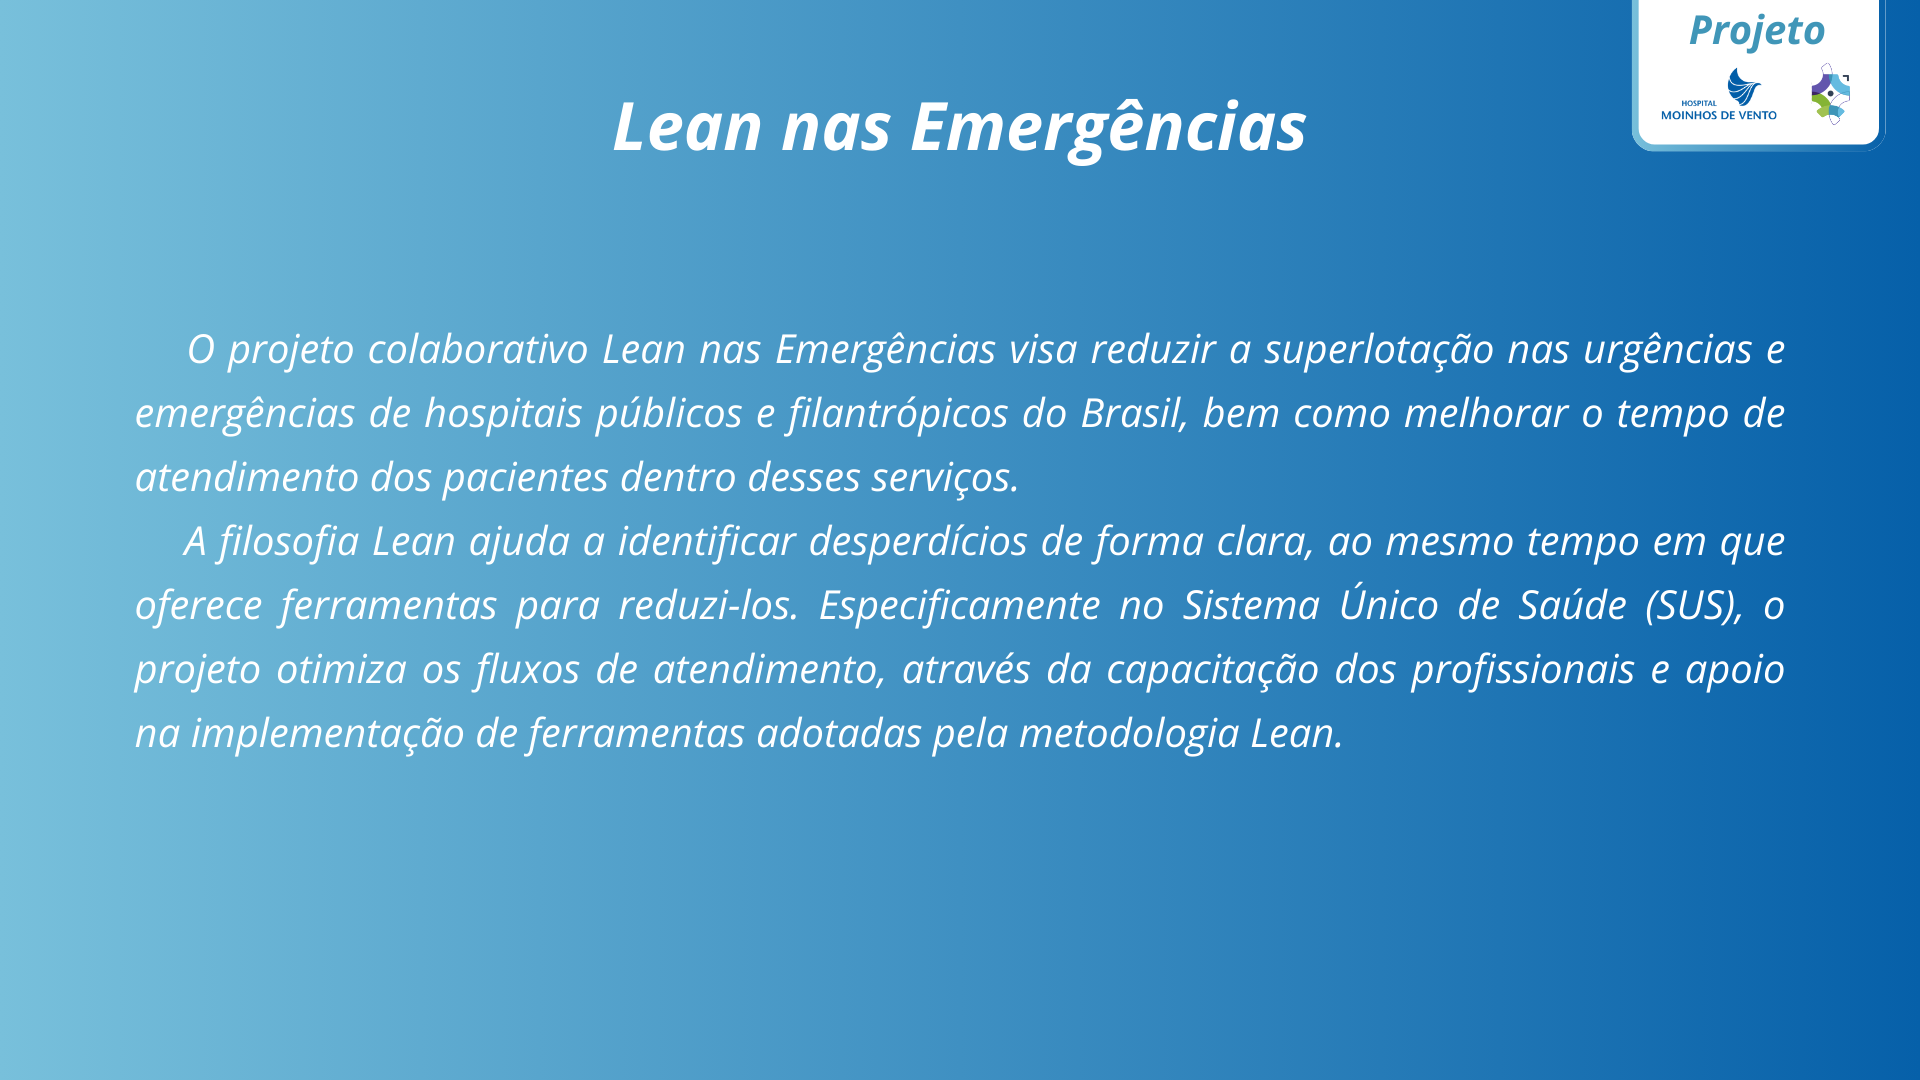 Projeto
HOSPITAL
MOINHOS DE VENTO
Lean nas Emergências
O projeto colaborativo Lean nas Emergências visa reduzir a superlotação nas urgências e
emergências de hospitais públicos e filantrópicos do Brasil, bem como melhorar o tempo de
atendimento dos pacientes dentro desses serviços.
A filosofia Lean ajuda a identificar desperdícios de forma clara, ao mesmo tempo em que
oferece ferramentas para reduzi-los. Especificamente no Sistema Único de Saúde (SUS), o
projeto otimiza os fluxos de atendimento, através da capacitação dos profissionais e apoio
na implementação de ferramentas adotadas pela metodologia Lean.